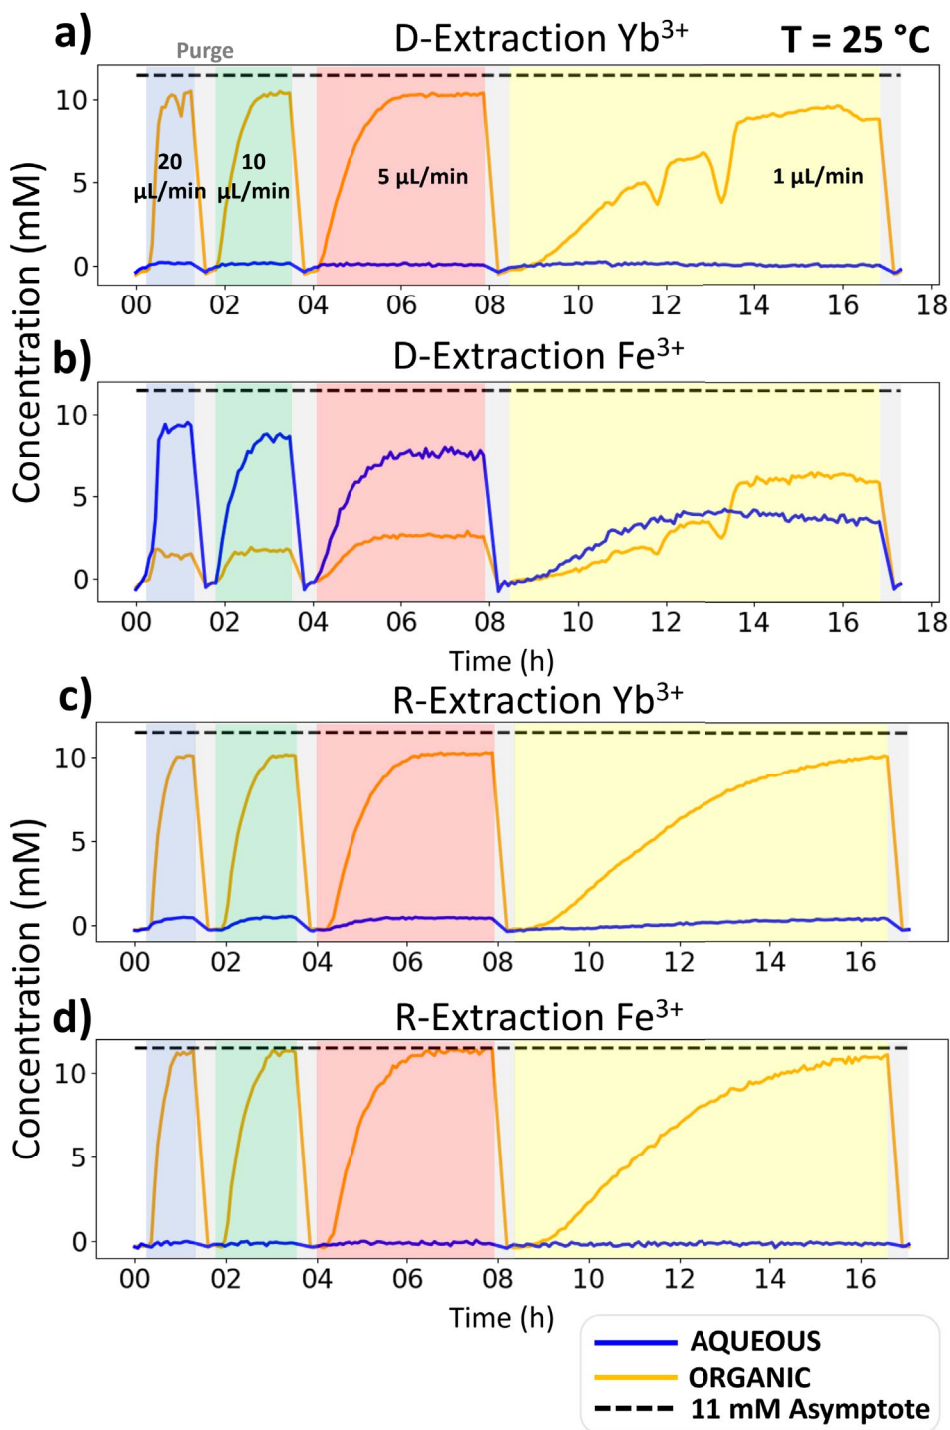 a)
D-Extraction Yb³⁺
T = 25 °C
Purge
10
5
0
20 µL/min
10 µL/min
5 µL/min
1 µL/min
00 02 04 06 08 10 12 14 16 18
Concentration (mM)
b)
D-Extraction Fe³⁺
10
5
0
00 02 04 06 08 10 12 14 16 18
Time (h)
c)
R-Extraction Yb³⁺
10
5
0
00 02 04 06 08 10 12 14 16
Concentration (mM)
d)
R-Extraction Fe³⁺
10
5
0
00 02 04 06 08 10 12 14 16
Time (h)
AQUEOUS
ORGANIC
11 mM Asymptote